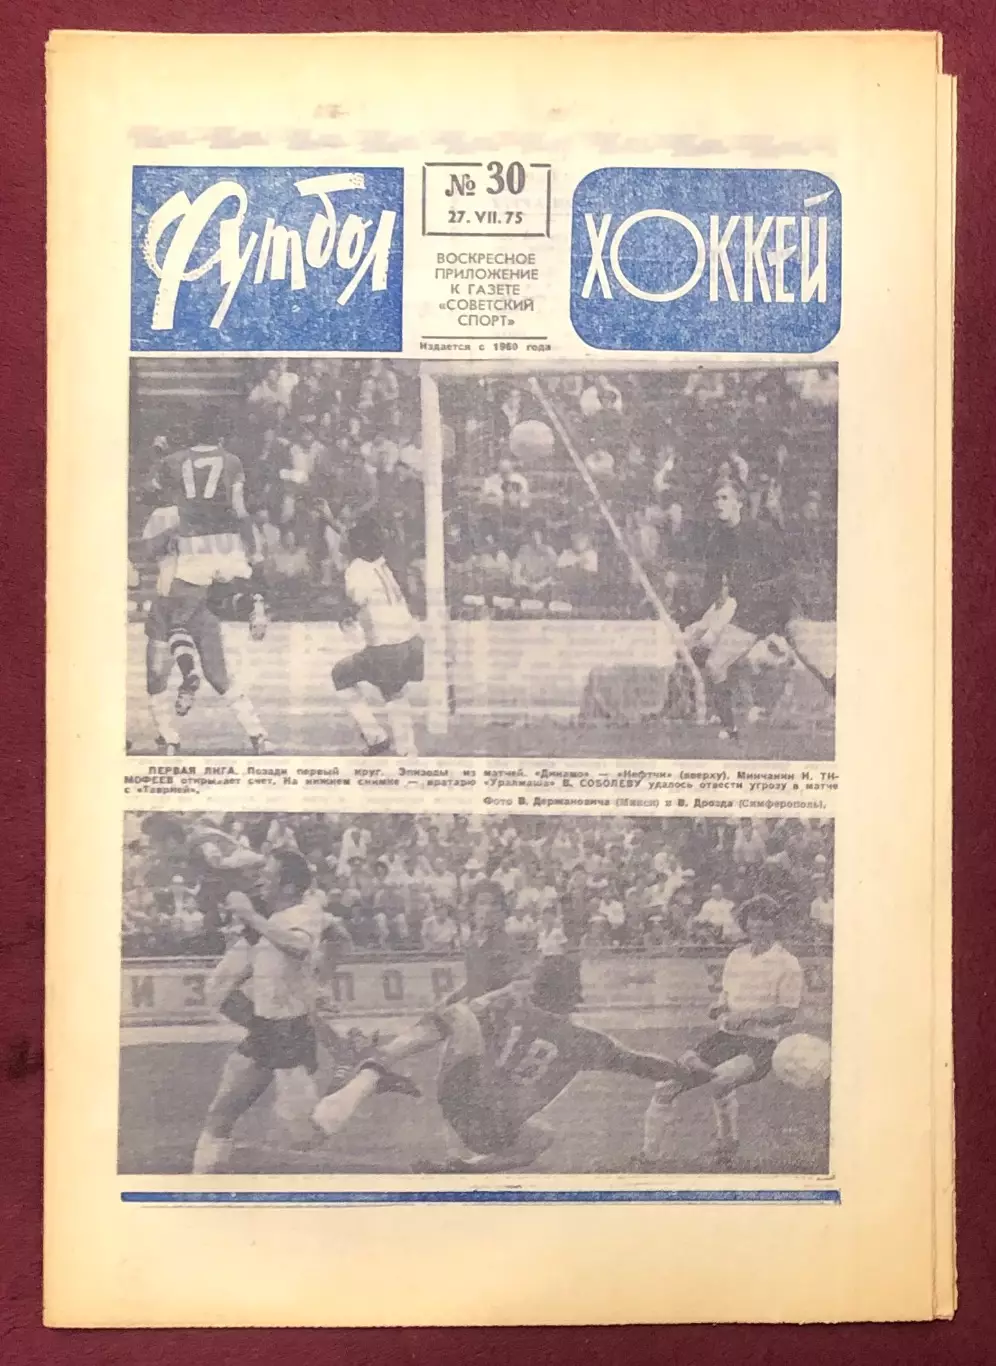 Футбол
№ 30
27. VII. 75
ВОСКРЕСНОЕ
ПРИЛОЖЕНИЕ
К ГАЗЕТЕ
«СОВЕТСКИЙ
СПОРТ»
Издается с 1960 года
ХОККЕЙ
17
11
ПЕРВАЯ ЛИГА. Позади первый круг. Эпизоды из матчей. «Динамо» — «Нефтчи» (вверху). Минчанин Н. ТИ-
МОФЕЕВ открывает счет. На нижнем снимке — вратарю «Уралмаша» В. СОБОЛЕВУ удалось отвести угрозу в матче
с «Таврией».
Фото В. Держановича (Минск) и В. Дрозда (Симферополь).